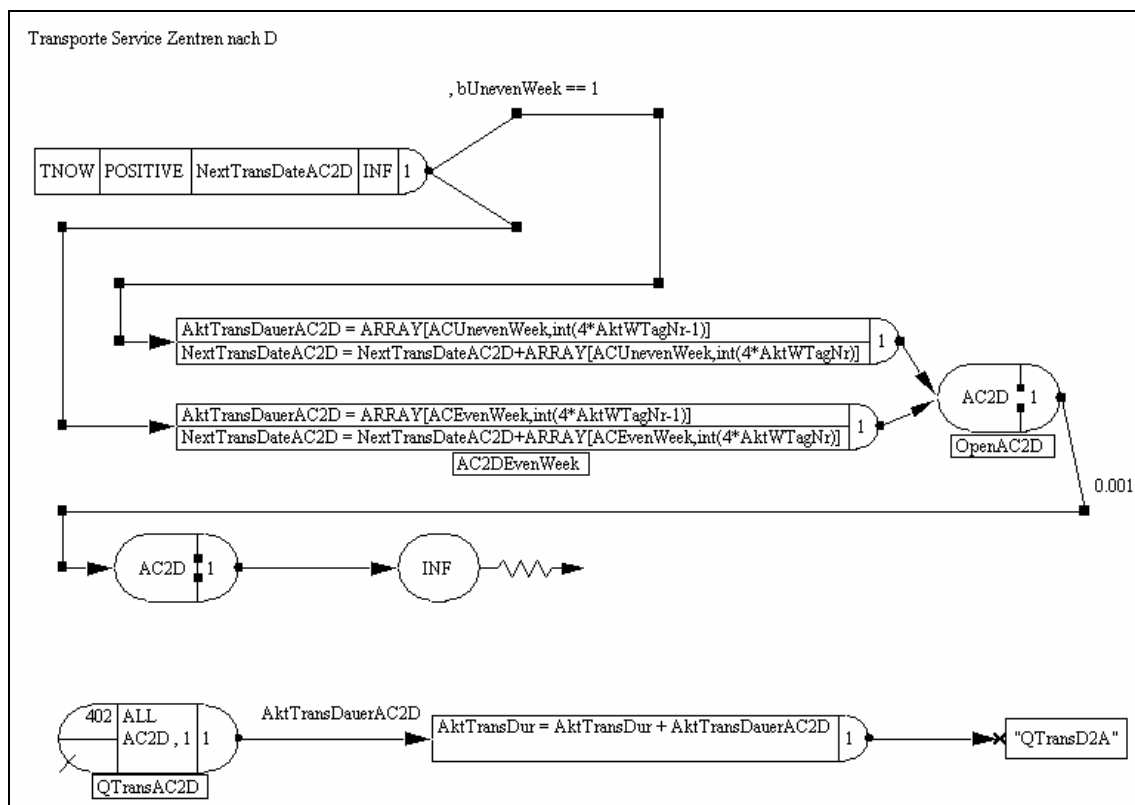 Transporte Service Zentren nach D
, bUnevenWeek == 1
TNOW POSITIVE NextTransDateAC2D INF 1
AktTransDauerAC2D = ARRAY[ACUnevenWeek,int(4*AktWTagNr-1)]
NextTransDateAC2D = NextTransDateAC2D+ARRAY[ACUnevenWeek,int(4*AktWTagNr)]
1
AktTransDauerAC2D = ARRAY[ACEvenWeek,int(4*AktWTagNr-1)]
NextTransDateAC2D = NextTransDateAC2D+ARRAY[ACEvenWeek,int(4*AktWTagNr)]
1
AC2DEvenWeek
AC2D 1
OpenAC2D
0.001
AC2D 1
INF
402 ALL
AC2D , 1 1
QTransAC2D
AktTransDauerAC2D
AktTransDur = AktTransDur + AktTransDauerAC2D
1
"QTransD2A"